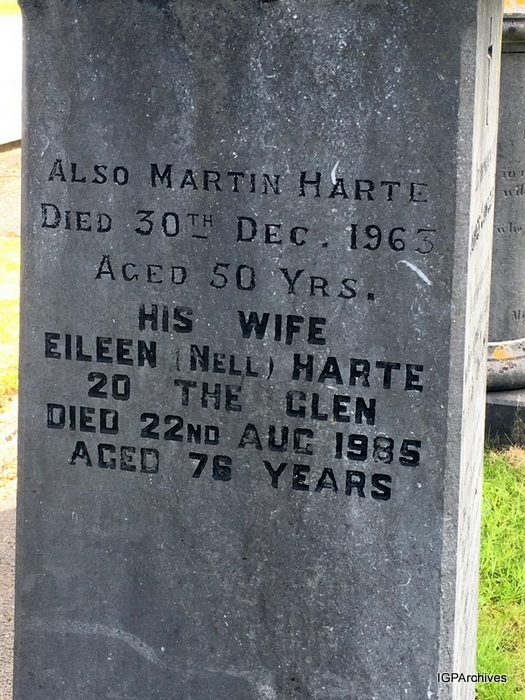 ALSO MARTIN HARTE
DIED 30TH DEC. 1963
AGED 50 YRS.
HIS WIFE
EILEEN (NELL) HARTE
20 THE GLEN
DIED 22ND AUG 1985
AGED 76 YEARS
IGPArchives